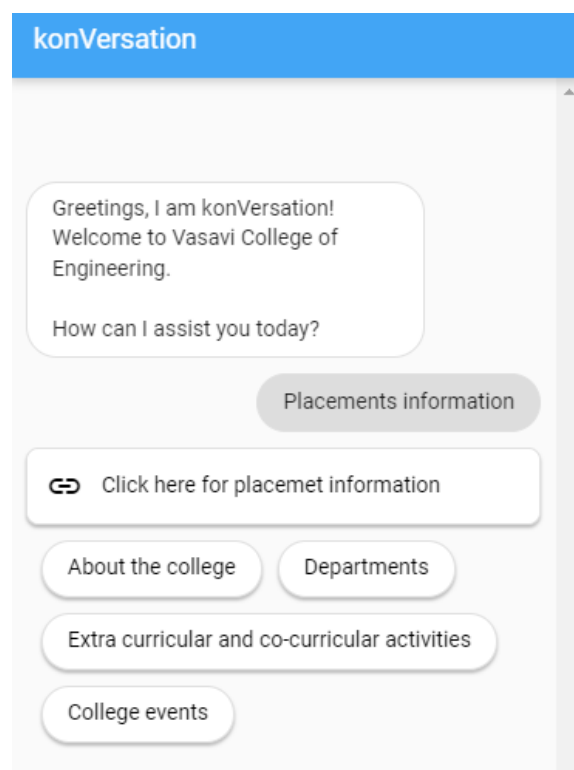 konVersation
Greetings, I am konVersation!
Welcome to Vasavi College of
Engineering.
How can I assist you today?
Placements information
Click here for placemet information
About the college
Departments
Extra curricular and co-curricular activities
College events